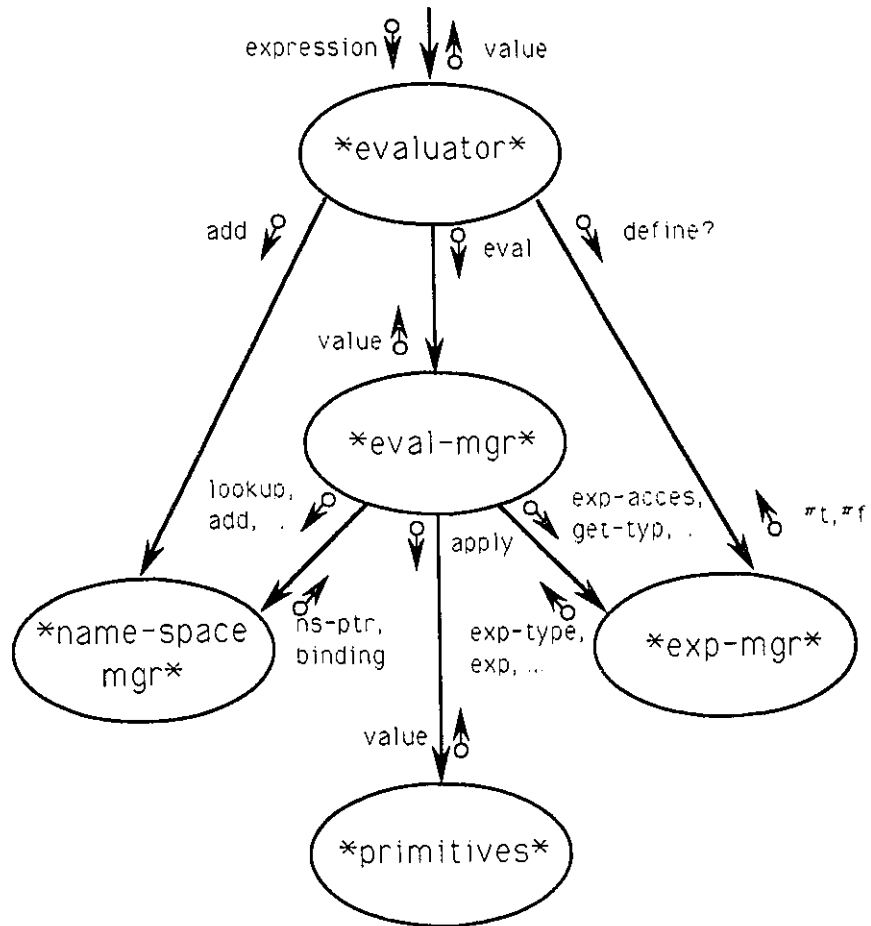 expression
value
*evaluator*
add
eval
define?
value
*eval-mgr*
lookup,
add, .
apply
exp-acces,
get-typ, .
#t,#f
*name-space
mgr*
ns-ptr,
binding
exp-type,
exp, ...
*exp-mgr*
value
*primitives*